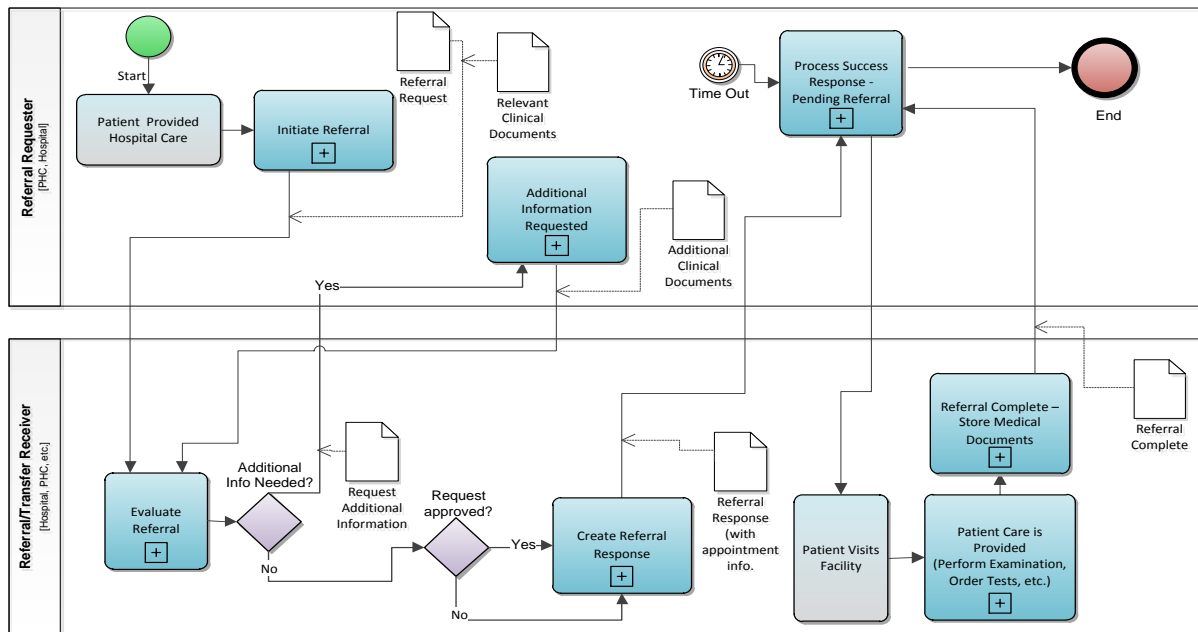 Referral Requester
[PHC, Hospital]
Start
Patient  Provided
Hospital Care
Initiate Referral
Referral
Request
Relevant
Clinical
Documents
Additional
Information
Requested
Additional
Clinical
Documents
Time Out
Process Success
Response -
Pending Referral
End
Yes
Referral/Transfer Receiver
[Hospital, PHC, etc.]
Evaluate
Referral
Additional
Info Needed?
No
Request
Additional
Information
Request
approved?
Yes
No
Create Referral
Response
Referral
Response
(with
appointment
info.
Patient Visits
Facility
Patient Care is
Provided
(Perform Examination,
Order Tests, etc.)
Referral Complete –
Store Medical
Documents
Referral
Complete